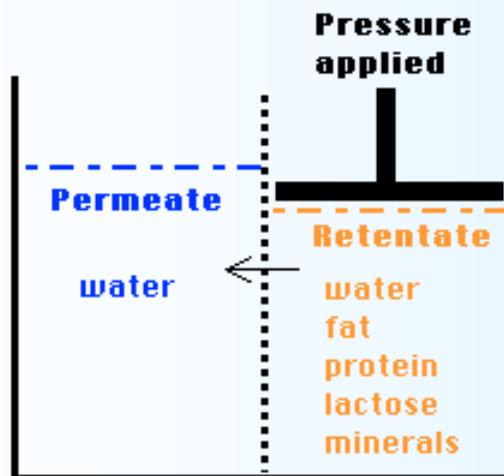 Pressure
applied
Permeate
water
Retentate
water
fat
protein
lactose
minerals